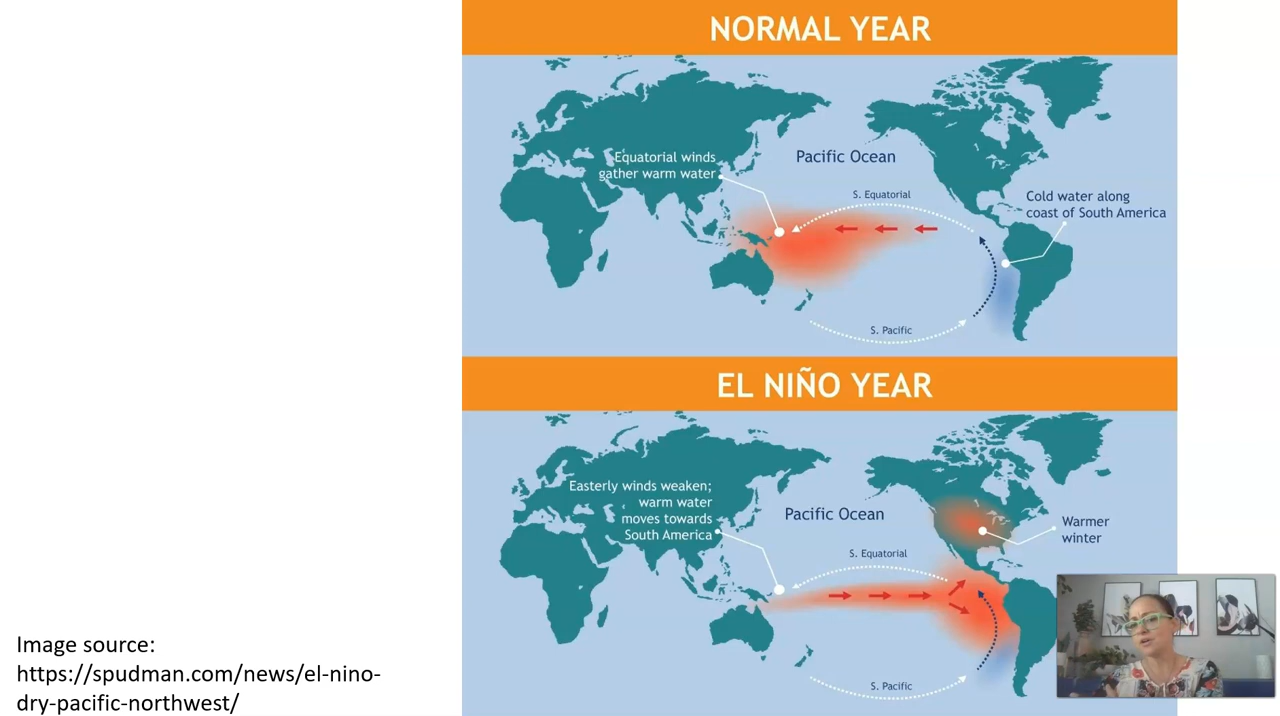 NORMAL YEAR
Equatorial winds
gather warm water
Pacific Ocean
S. Equatorial
Cold water along
coast of South America
S. Pacific
EL NIÑO YEAR
Easterly winds weaken;
warm water
moves towards
South America
Pacific Ocean
S. Equatorial
Warmer
winter
S. Pacific
Image source:
https://spudman.com/news/el-nino-
dry-pacific-northwest/